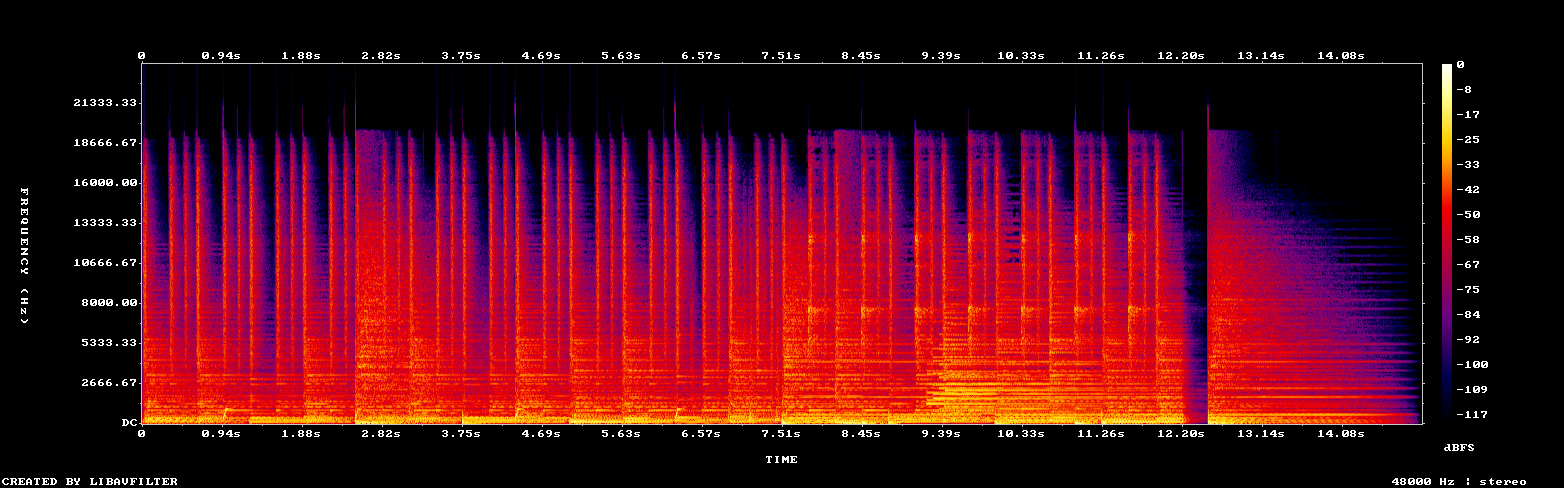 0 0.94s 1.88s 2.82s 3.75s 4.69s 5.63s 6.57s 7.51s 8.45s 9.39s 10.33s 11.26s 12.20s 13.14s 14.08s
21333.33
18666.67
16000.00
13333.33
10666.67
8000.00
5333.33
2666.67
DC
FREQUENCY (Hz)
0
-8
-17
-25
-33
-42
-50
-58
-67
-75
-84
-92
-100
-109
-117
dBFS
0 0.94s 1.88s 2.82s 3.75s 4.69s 5.63s 6.57s 7.51s 8.45s 9.39s 10.33s 11.26s 12.20s 13.14s 14.08s
TIME
CREATED BY LIBAVFILTER
48000 Hz | stereo